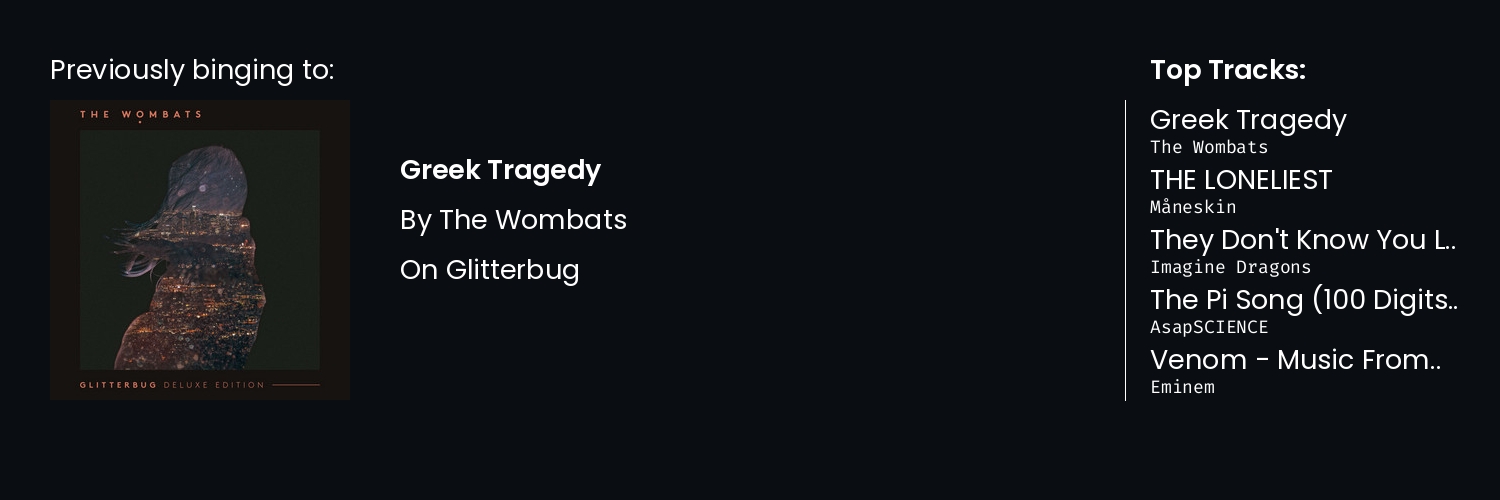 Previously binging to:
THE WOMBATS
GLITTERBUG DELUXE EDITION
Greek Tragedy
By The Wombats
On Glitterbug
Top Tracks:
Greek Tragedy
The Wombats
THE LONELIEST
Måneskin
They Don't Know You L..
Imagine Dragons
The Pi Song (100 Digits..
AsapSCIENCE
Venom - Music From..
Eminem